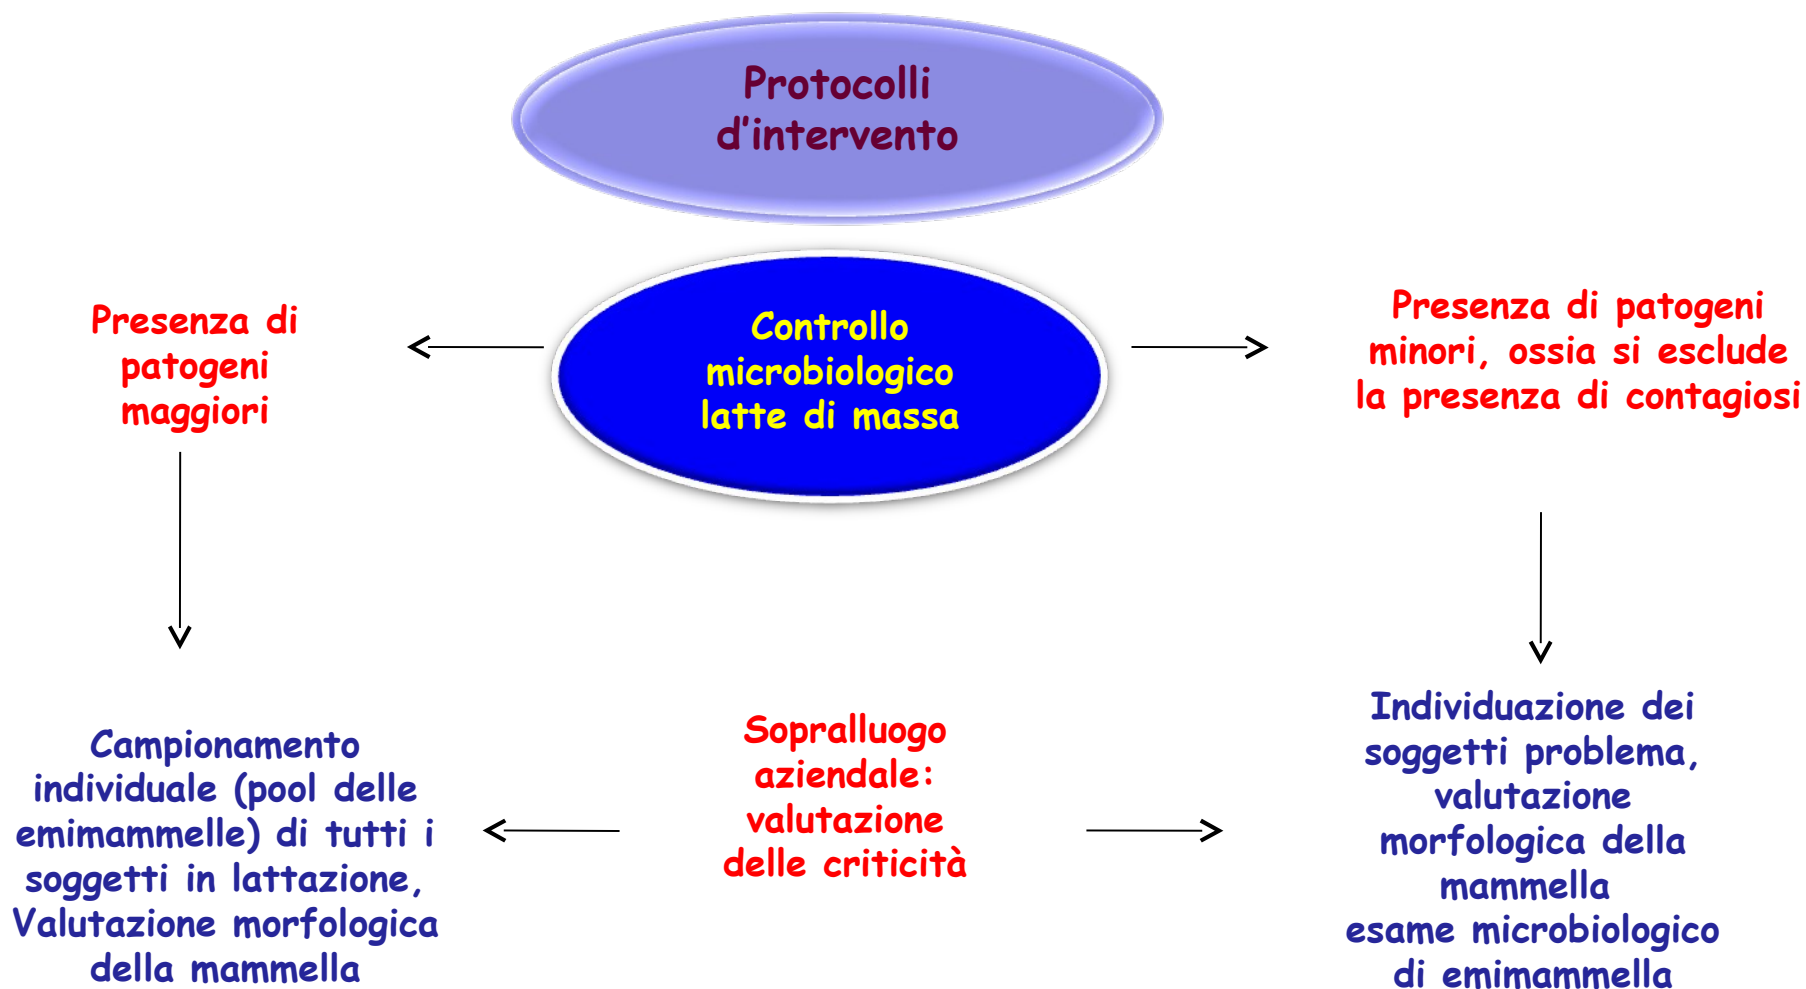 Protocolli
d'intervento
Controllo
microbiologico
latte di massa
Presenza di
patogeni
maggiori
Presenza di patogeni
minori, ossia si esclude
la presenza di contagiosi
Campionamento
individuale (pool delle
emimammelle) di tutti i
soggetti in lattazione,
Valutazione morfologica
della mammella
Sopralluogo
aziendale:
valutazione
delle criticità
Individuazione dei
soggetti problema,
valutazione
morfologica della
mammella
esame microbiologico
di emimammella